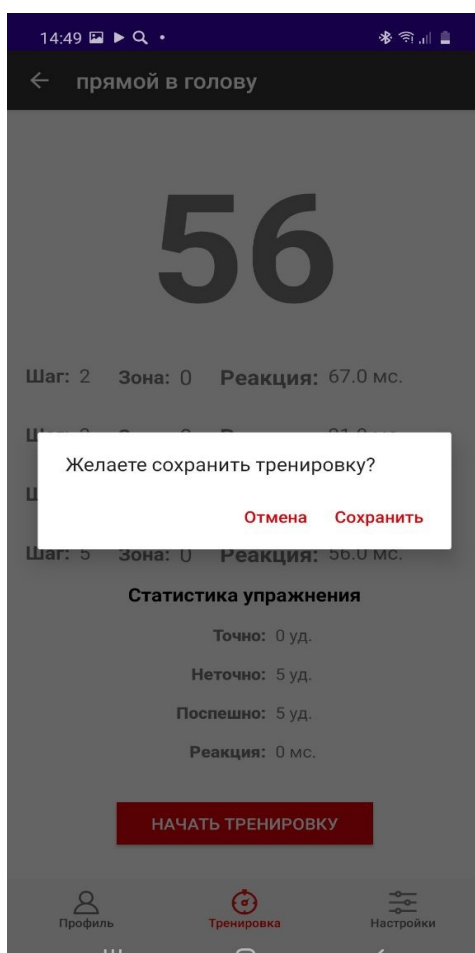 14:49
прямой в голову
56
Шаг: 2 Зона: 0 Реакция: 67.0 мс.
Желаете сохранить тренировку?
Отмена Сохранить
Шаг: 5 Зона: 0 Реакция: 56.0 мс.
Статистика упражнения
Точно: 0 уд.
Неточно: 5 уд.
Поспешно: 5 уд.
Реакция: 0 мс.
НАЧАТЬ ТРЕНИРОВКУ
Профиль Тренировка Настройки